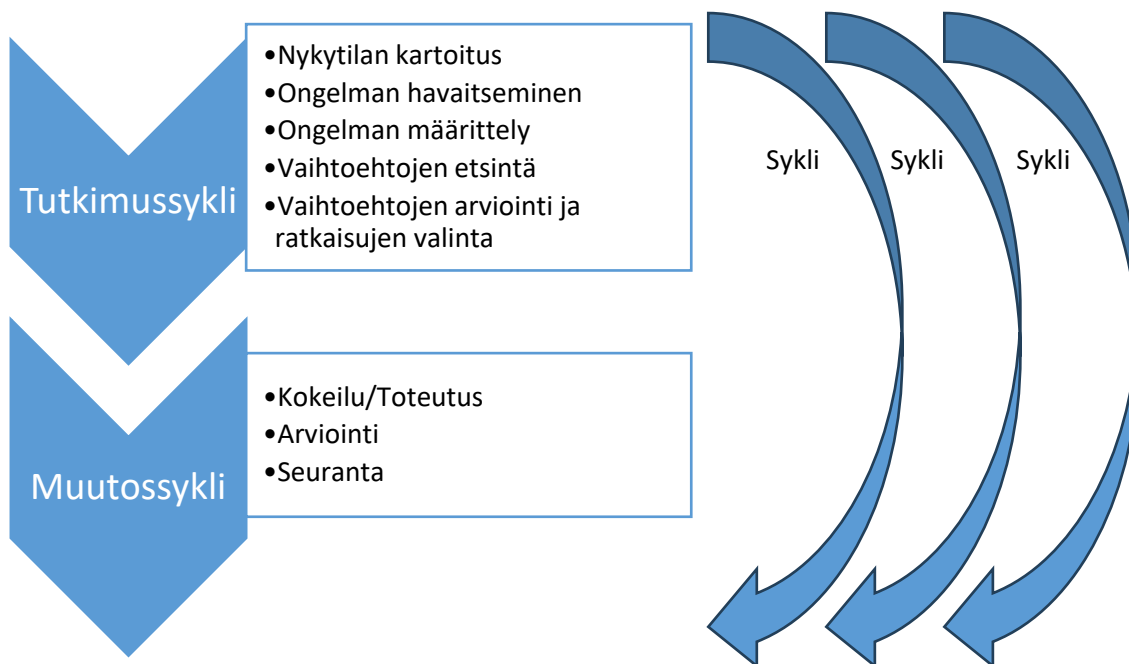 Tutkimussykli
•Nykytilan kartoitus
•Ongelman havaitseminen
•Ongelman määrittely
•Vaihtoehtojen etsintä
•Vaihtoehtojen arviointi ja
ratkaisujen valinta
Muutossykli
•Kokeilu/Toteutus
•Arviointi
•Seuranta
Sykli
Sykli
Sykli